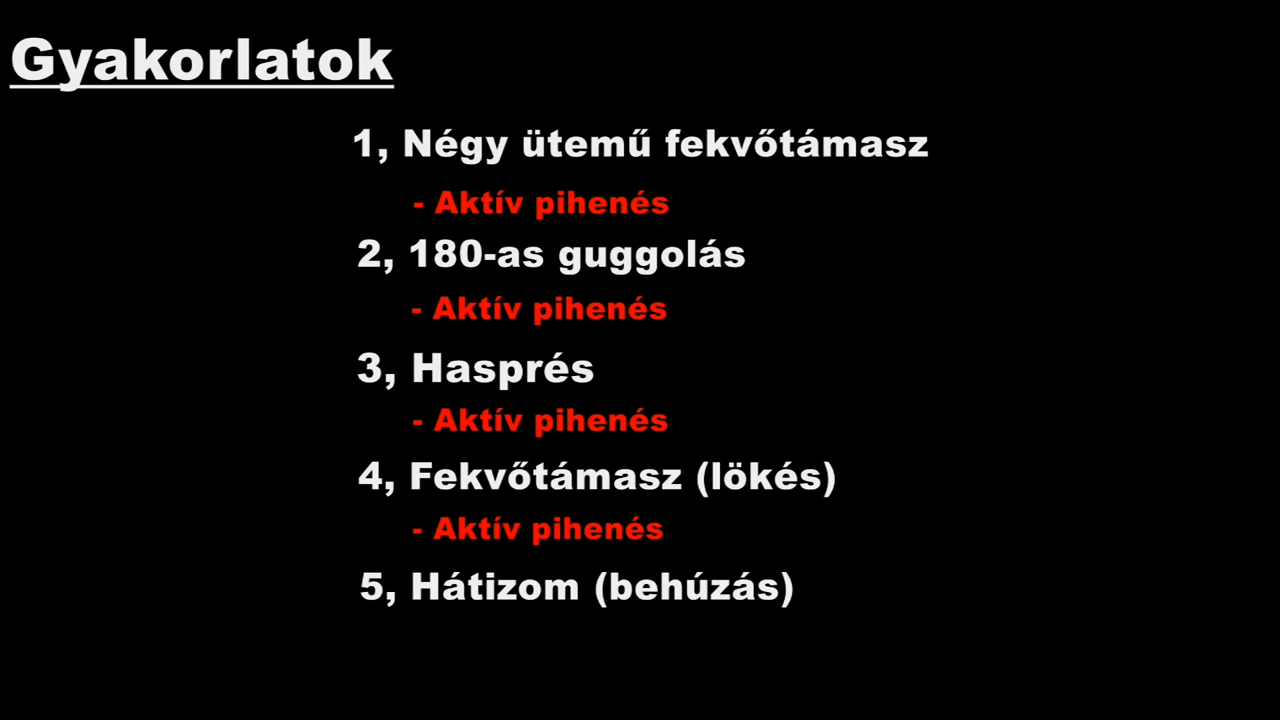 Gyakorlatok
1, Négy ütemű fekvőtámasz
- Aktív pihenés
2, 180-as guggolás
- Aktív pihenés
3, Hasprés
- Aktív pihenés
4, Fekvőtámasz (lökés)
- Aktív pihenés
5, Hátizom (behúzás)